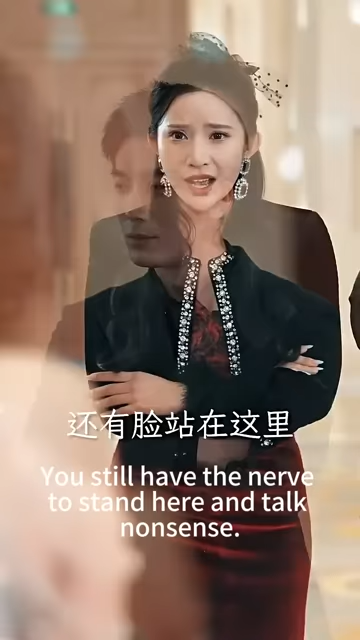 还有脸站在这里
You still have the nerve
to stand here and talk
nonsense.